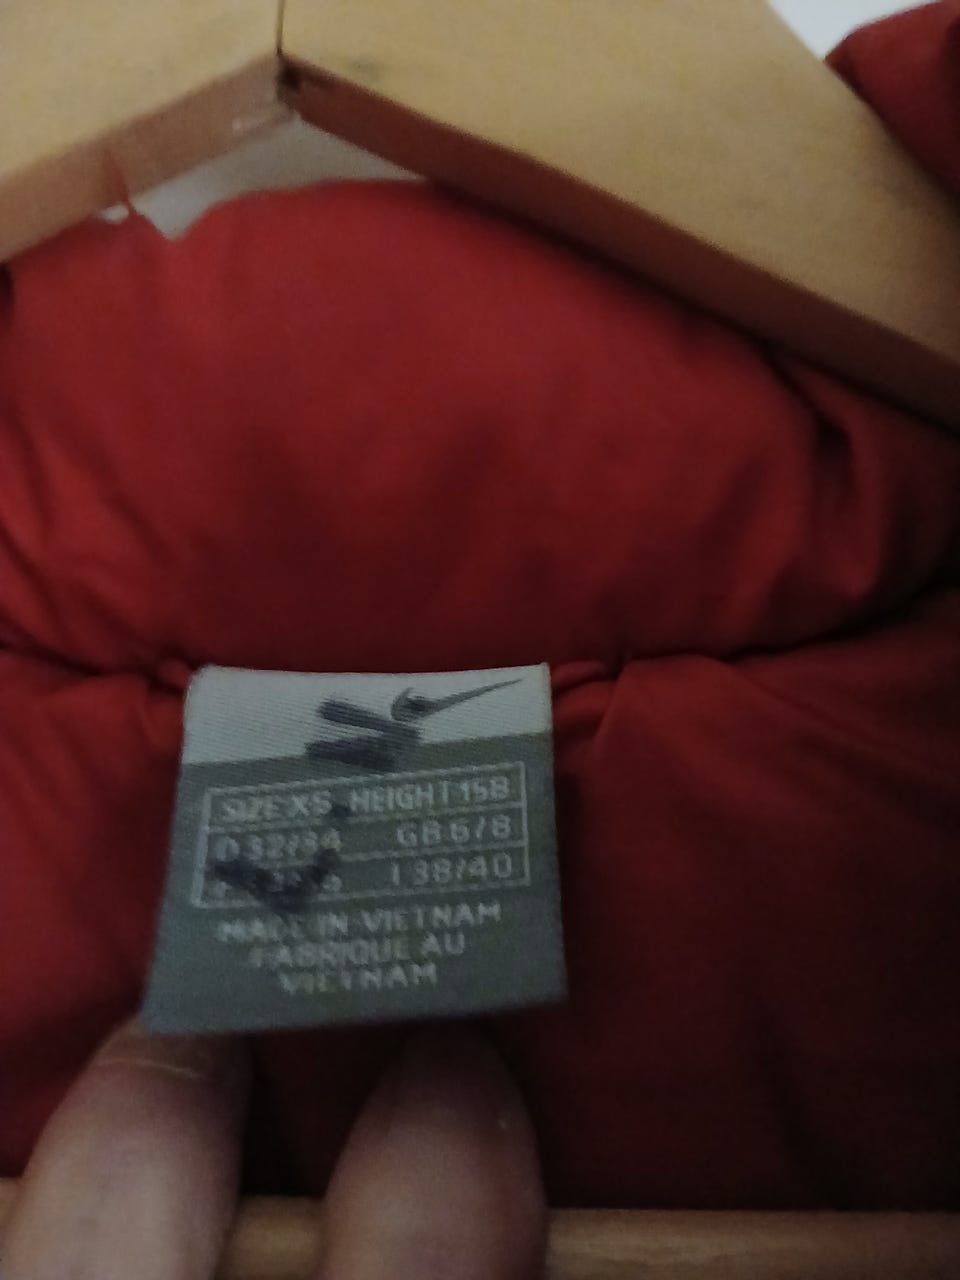 SIZE XS HEIGHT 158
D 32/34 GB 6/8
I 38/40
MADE IN VIETNAM
FABRIQUE AU
VIETNAM